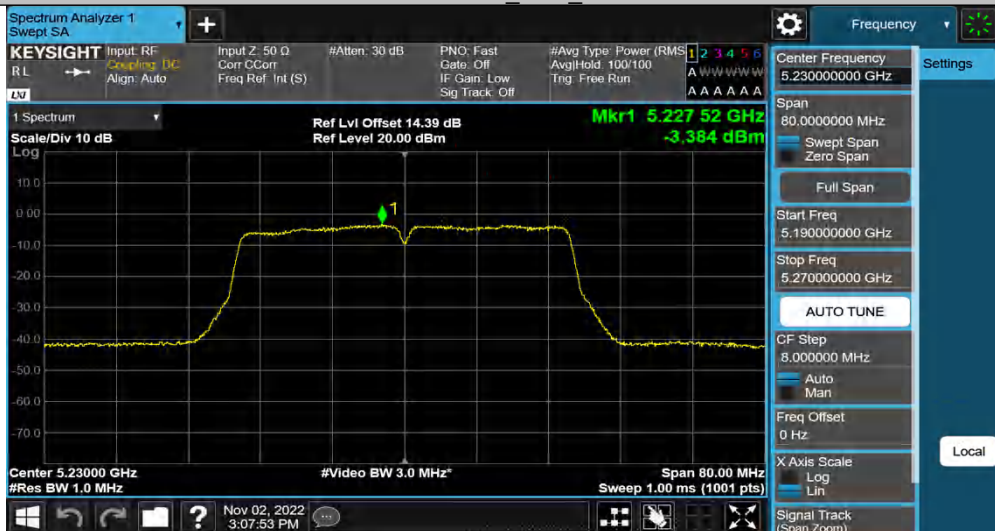 Spectrum Analyzer 1
Swept SA
Frequency
KEYSIGHT
RL
LXI
Input: RF
Coupling: DC
Align: Auto
Input Z: 50 Ω
Corr CCorr
Freq Ref: Int (S)
#Atten: 30 dB
PNO: Fast
Gate: Off
IF Gain: Low
Sig Track: Off
#Avg Type: Power (RMS
Avg|Hold: 100/100
Trig: Free Run
1 2 3 4 5 6
A W W W W W
A A A A A A
1 Spectrum
Scale/Div 10 dB
Log
Ref Lvl Offset 14.39 dB
Ref Level 20.00 dBm
Mkr1 5.227 52 GHz
-3.384 dBm
10.0
0.00
-10.0
-20.0
-30.0
-40.0
-50.0
-60.0
-70.0
1
Center 5.23000 GHz
#Res BW 1.0 MHz
#Video BW 3.0 MHz*
Span 80.00 MHz
Sweep 1.00 ms (1001 pts)
Nov 02, 2022
3:07:53 PM
Center Frequency
5.230000000 GHz
Settings
Span
80.0000000 MHz
Swept Span
Zero Span
Full Span
Start Freq
5.190000000 GHz
Stop Freq
5.270000000 GHz
AUTO TUNE
CF Step
8.000000 MHz
Auto
Man
Freq Offset
0 Hz
Local
X Axis Scale
Log
Lin
Signal Track
(Span Zoom)